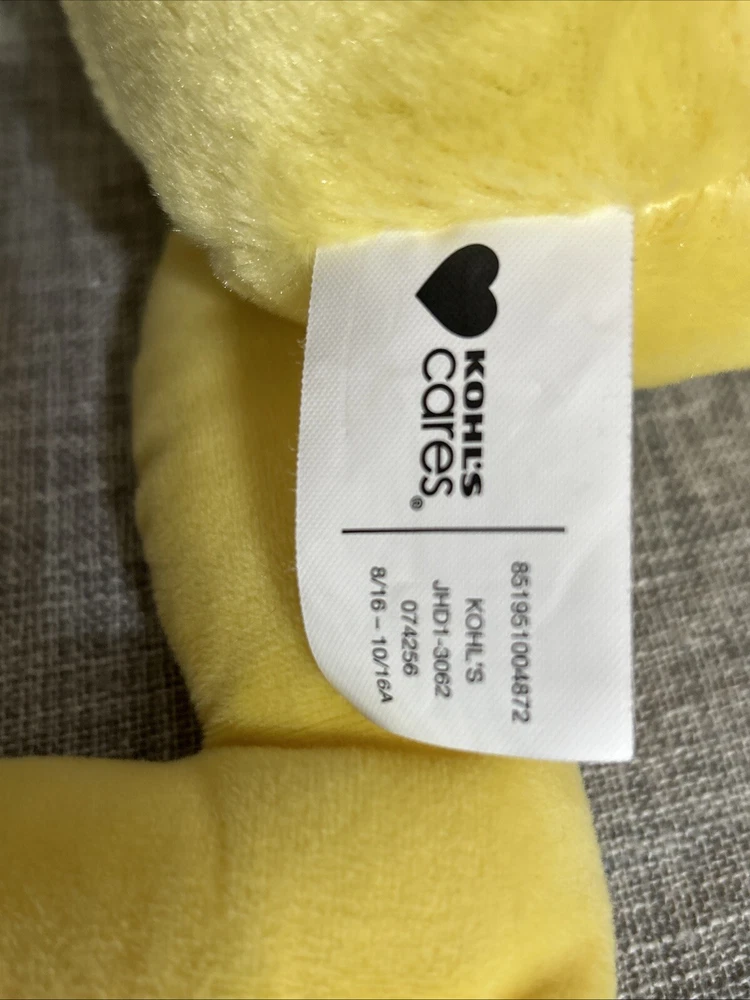 KOHL'S
cares®
851951004872
KOHL'S
JHD1-3062
074256
8/16 – 10/16A